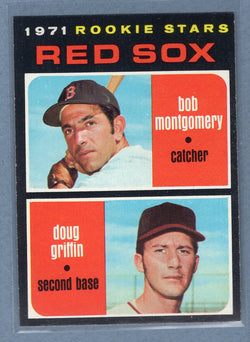 1971 ROOKIE STARS
RED SOX
B
bob
montgomery
catcher
doug
griffin
second base